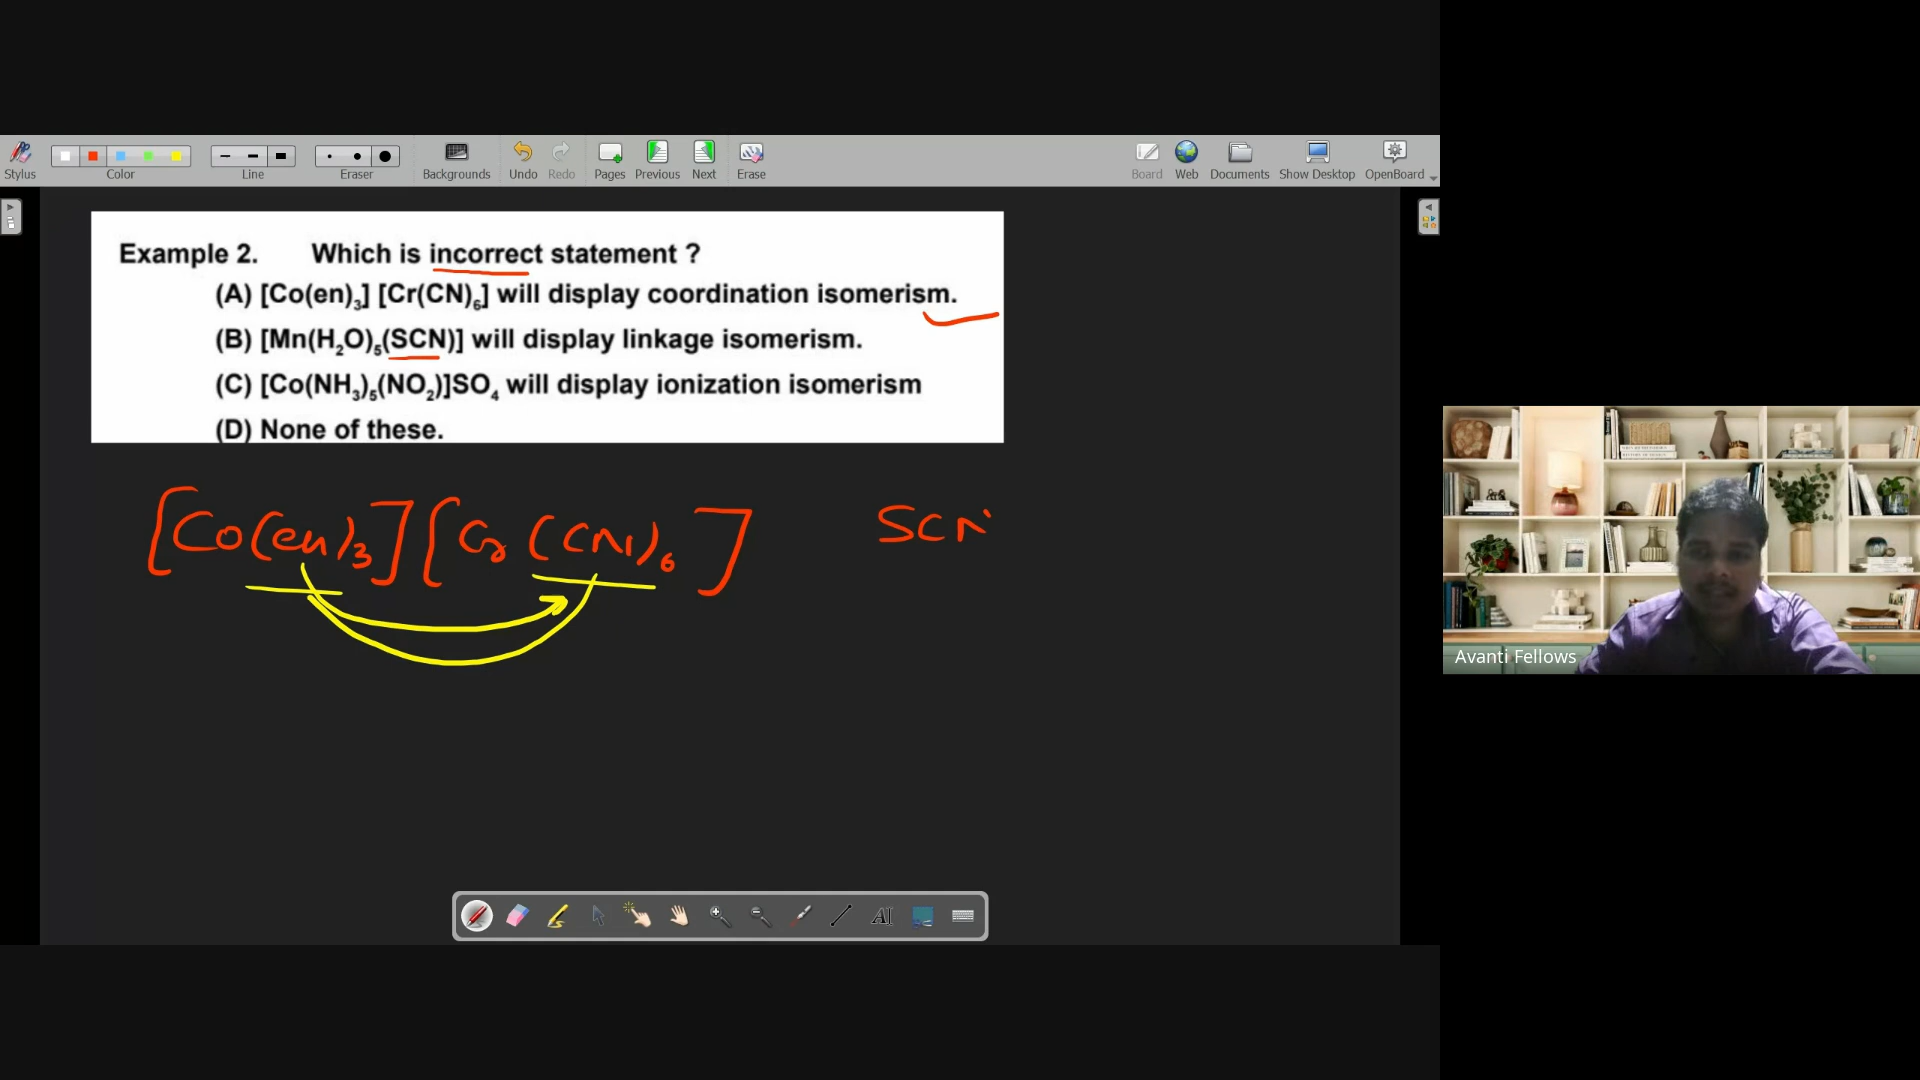 Stylus
Color
Line
Eraser
Backgrounds
Undo
Redo
Pages
Previous
Next
Erase
Board
Web
Documents
Show Desktop
OpenBoard
Example 2. Which is incorrect statement ?
(A) [Co(en)₃] [Cr(CN)₆] will display coordination isomerism.
(B) [Mn(H₂O)₅(SCN)] will display linkage isomerism.
(C) [Co(NH₃)₅(NO₂)]SO₄ will display ionization isomerism
(D) None of these.
[Co(en)₃][Cr(CN)₆] SCN
Avanti Fellows